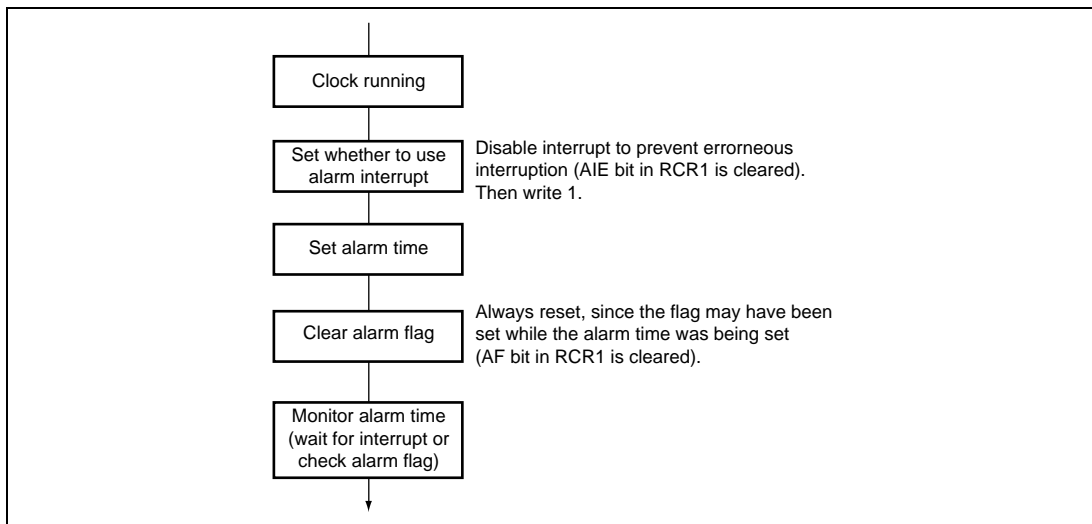 Clock running
Set whether to use
alarm interrupt
Disable interrupt to prevent errorneous
interruption (AIE bit in RCR1 is cleared).
Then write 1.
Set alarm time
Clear alarm flag
Always reset, since the flag may have been
set while the alarm time was being set
(AF bit in RCR1 is cleared).
Monitor alarm time
(wait for interrupt or
check alarm flag)